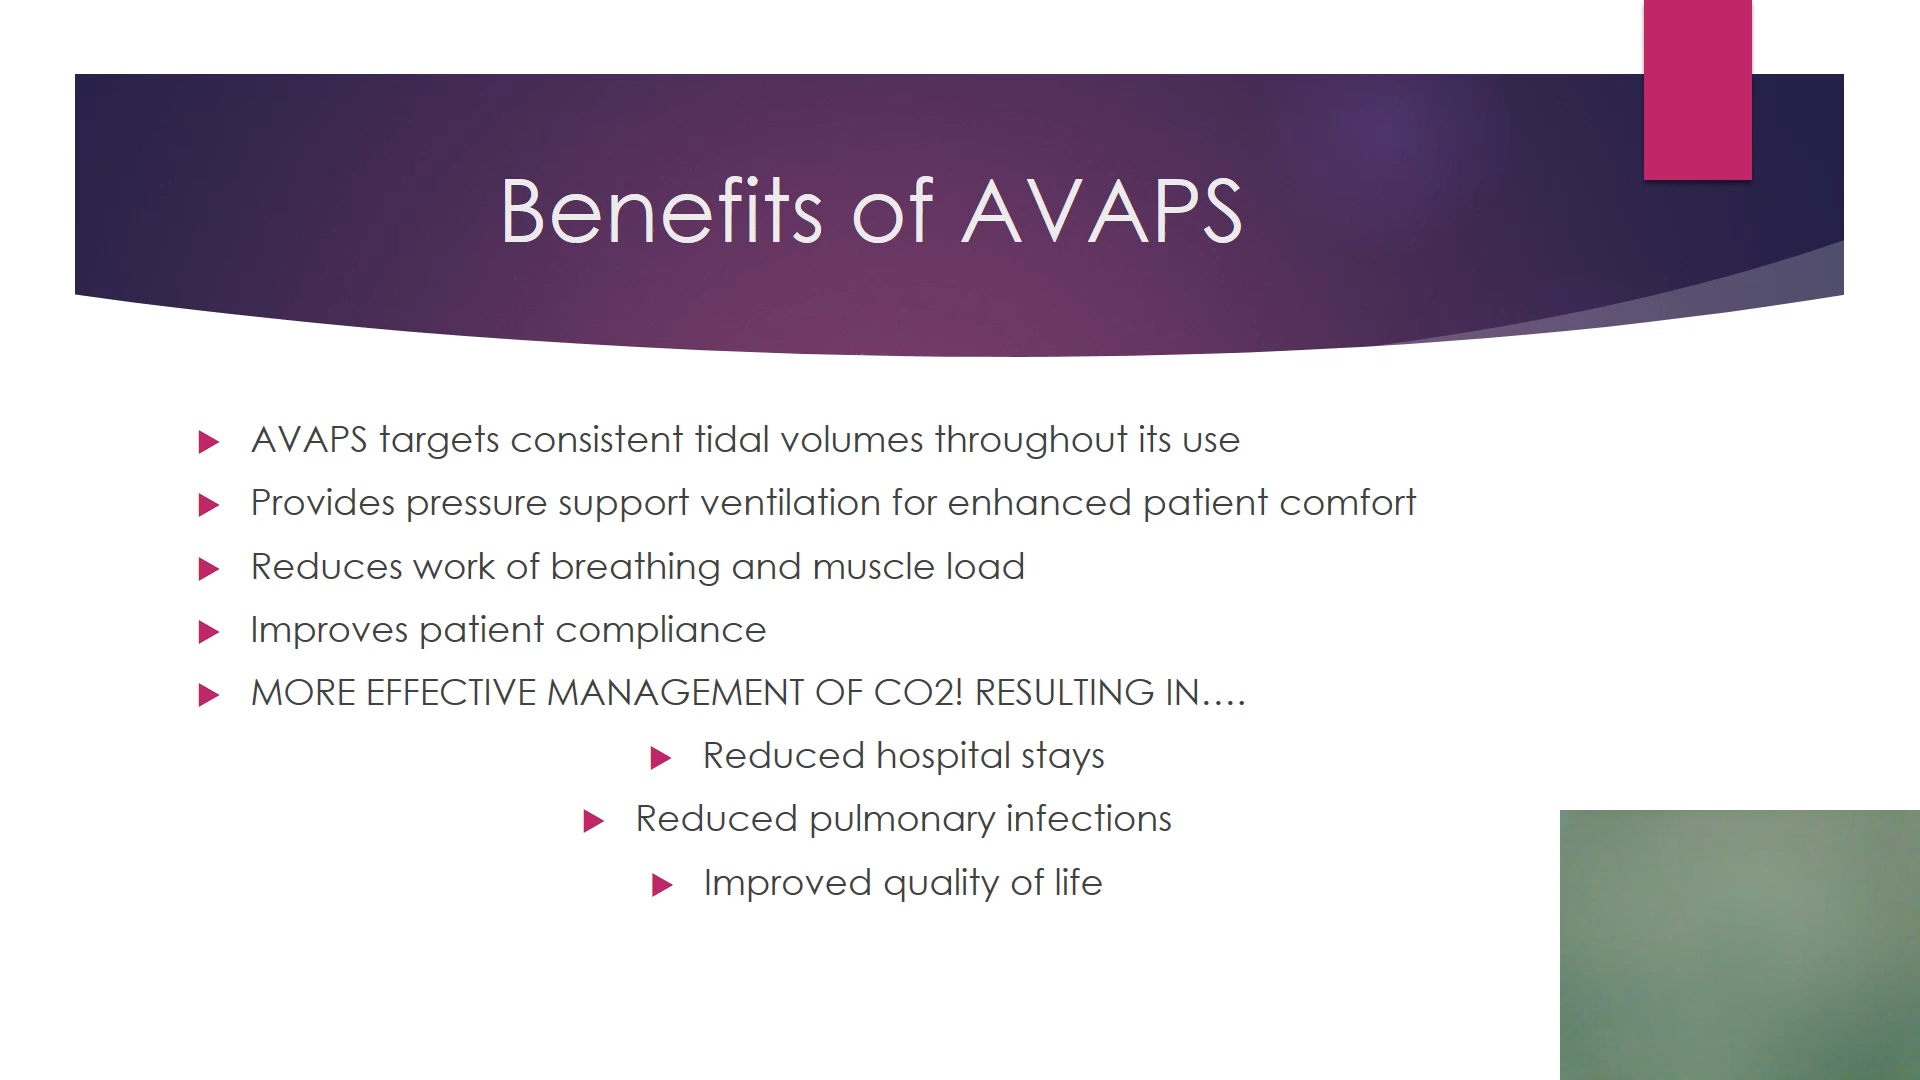 Benefits of AVAPS
AVAPS targets consistent tidal volumes throughout its use
Provides pressure support ventilation for enhanced patient comfort
Reduces work of breathing and muscle load
Improves patient compliance
MORE EFFECTIVE MANAGEMENT OF CO2! RESULTING IN....
Reduced hospital stays
Reduced pulmonary infections
Improved quality of life